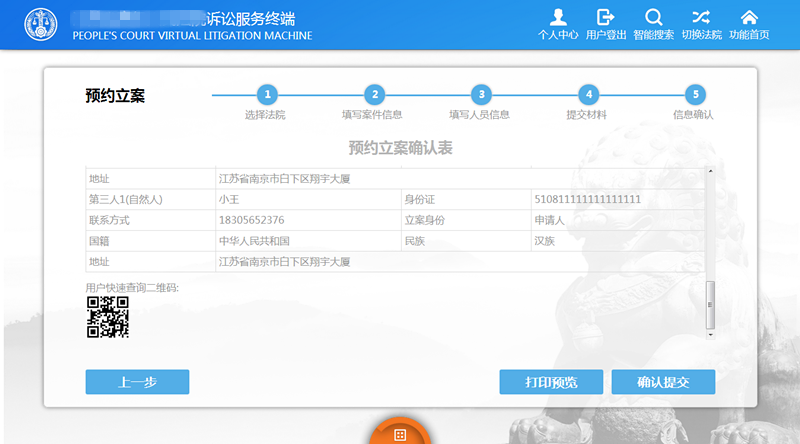 诉讼服务终端
PEOPLE'S COURT VIRTUAL LITIGATION MACHINE
个人中心 用户登出 智能搜索 切换法院 功能首页
预约立案
1 2 3 4 5
选择法院 填写案件信息 填写人员信息 提交材料 信息确认
预约立案确认表
地址 江苏省南京市白下区翔宇大厦
第三人1(自然人) 小王 身份证 510811111111111111
联系方式 18305652376 立案身份 申请人
国籍 中华人民共和国 民族 汉族
地址 江苏省南京市白下区翔宇大厦
用户快速查询二维码:
上一步 打印预览 确认提交